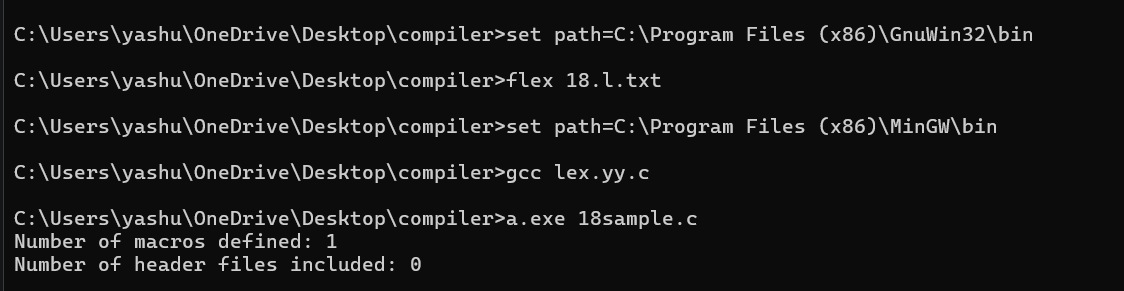 C:\Users\yashu\OneDrive\Desktop\compiler>set path=C:\Program Files (x86)\GnuWin32\bin
C:\Users\yashu\OneDrive\Desktop\compiler>flex 18.l.txt
C:\Users\yashu\OneDrive\Desktop\compiler>set path=C:\Program Files (x86)\MinGW\bin
C:\Users\yashu\OneDrive\Desktop\compiler>gcc lex.yy.c
C:\Users\yashu\OneDrive\Desktop\compiler>a.exe 18sample.c
Number of macros defined: 1
Number of header files included: 0